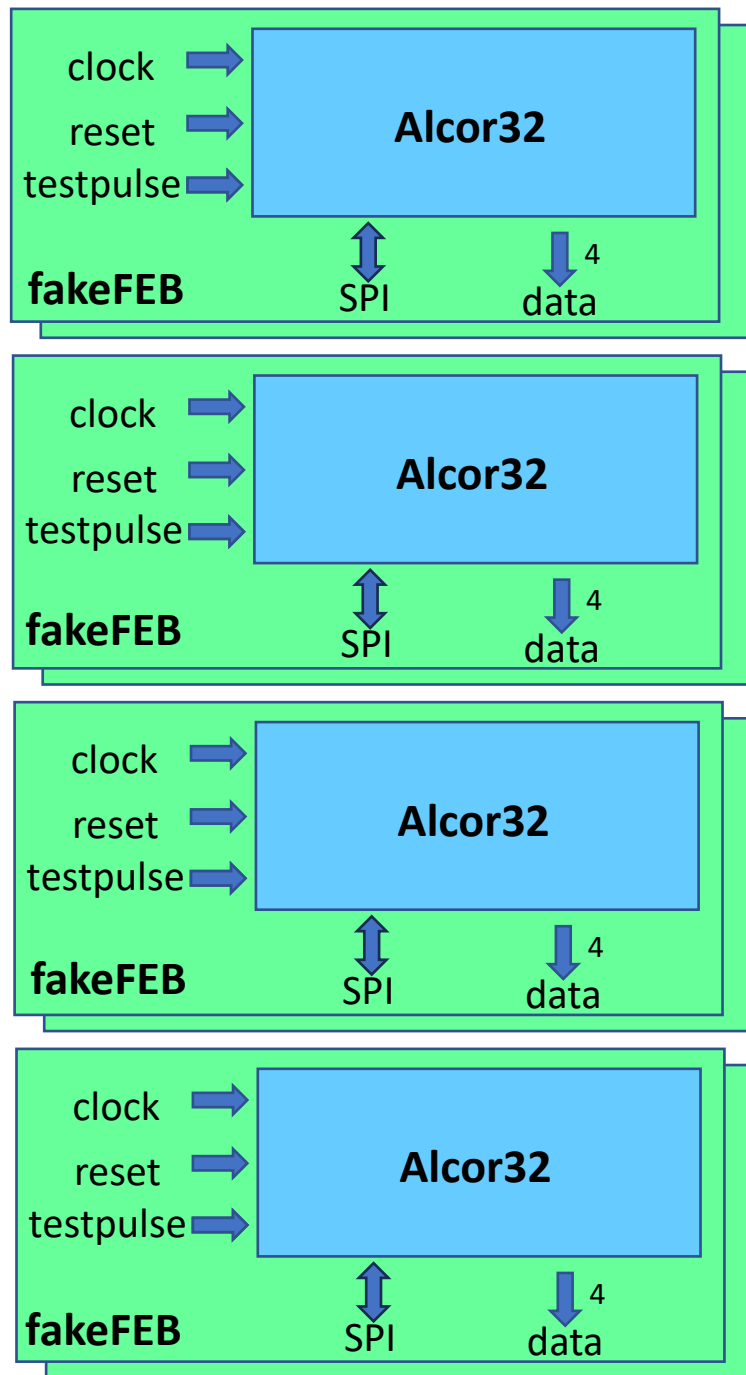 clock
Alcor32
reset
testpulse
4
fakeFEB
SPI
data
clock
Alcor32
reset
testpulse
4
fakeFEB
SPI
data
clock
Alcor32
reset
testpulse
4
fakeFEB
SPI
data
clock
Alcor32
reset
testpulse
4
fakeFEB
SPI
data